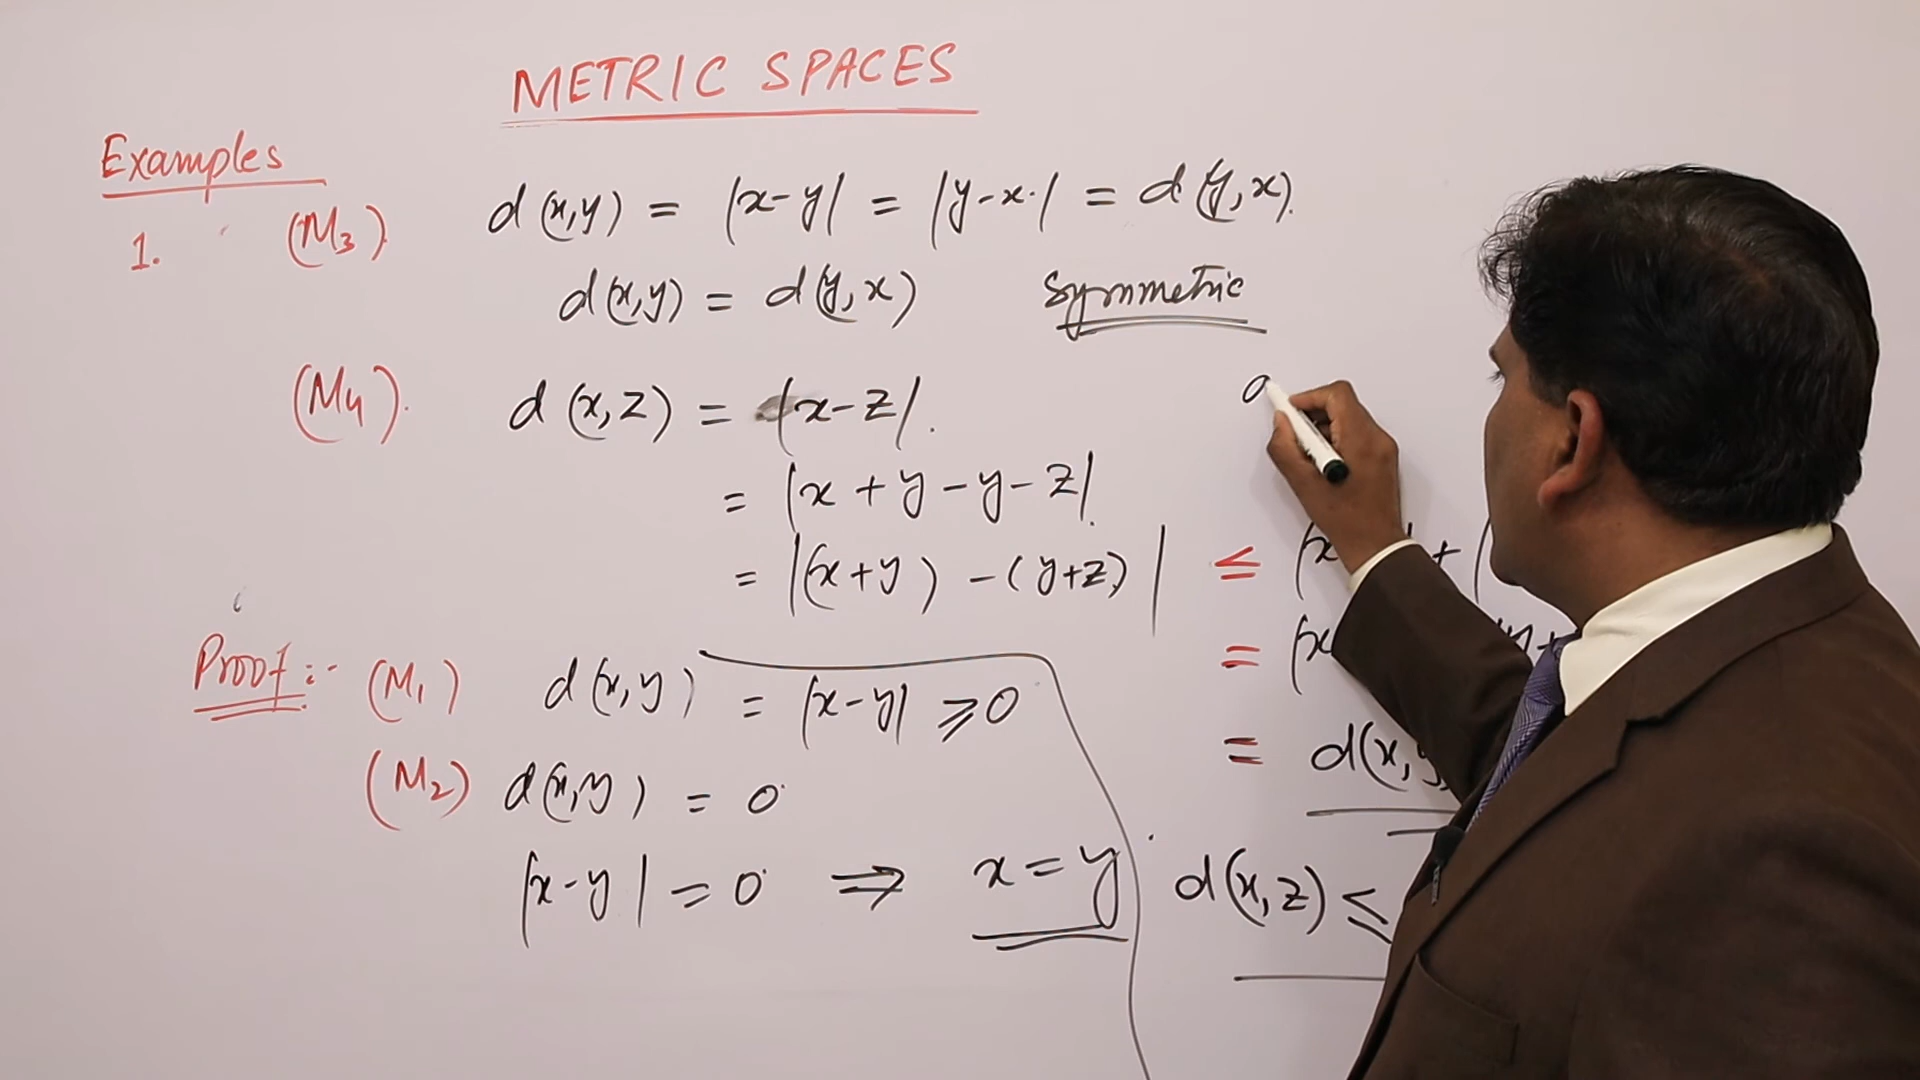 METRIC SPACES
Examples
1. (M3) d(x,y) = |x-y| = |y-x| = d(y,x).
d(x,y) = d(y,x) Symmetric
(M4). d(x,z) = |x-z|.
= |x+y-y-z|.
= |(x+y) - (y+z)| ≤ |x + |
= |x
Proof:- (M1) d(x,y) = |x-y| ⩾ 0
= d(x,y
(M2) d(x,y) = 0
|x-y| = 0 ⇒ x=y
d(x,z) ≤